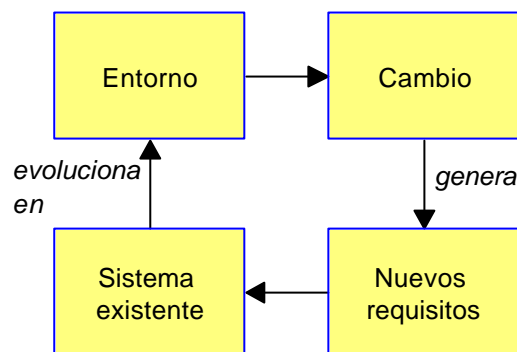 Entorno
Cambio
evoluciona
en
genera
Sistema
existente
Nuevos
requisitos